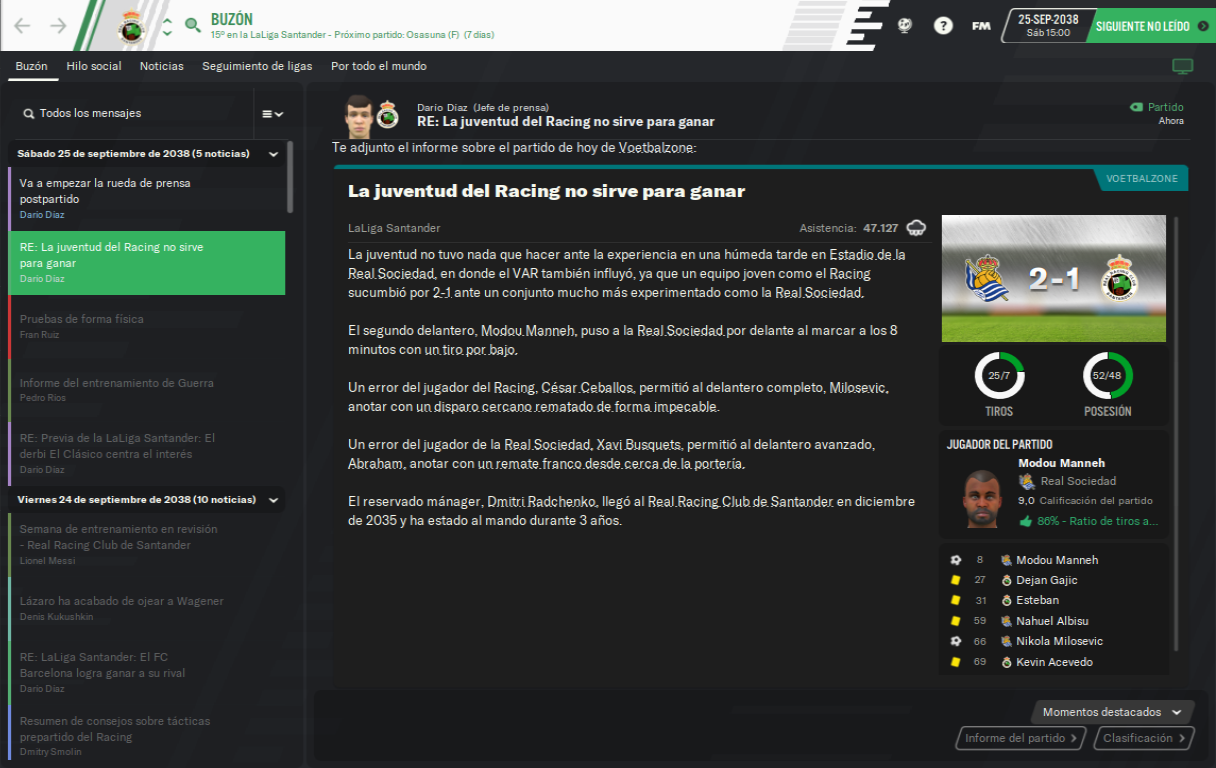 BUZÓN
15º en la LaLiga Santander - Próximo partido: Osasuna (F) (7 días)
?
FM
25-SEP-2038
Sáb 15:00
SIGUIENTE NO LEÍDO
Buzón
Hilo social
Noticias
Seguimiento de ligas
Por todo el mundo
Todos los mensajes
Sábado 25 de septiembre de 2038 (5 noticias)
Va a empezar la rueda de prensa
postpartido
Darío Díaz
RE: La juventud del Racing no sirve
para ganar
Darío Díaz
Pruebas de forma física
Fran Ruiz
Informe del entrenamiento de Guerra
Pedro Ríos
RE: Previa de la LaLiga Santander: El
derbi El Clásico centra el interés
Darío Díaz
Viernes 24 de septiembre de 2038 (10 noticias)
Semana de entrenamiento en revisión
- Real Racing Club de Santander
Lionel Messi
Lázaro ha acabado de ojear a Wagener
Denis Kukushkin
RE: LaLiga Santander: El FC
Barcelona logra ganar a su rival
Darío Díaz
Resumen de consejos sobre tácticas
prepartido del Racing
Dmitry Smolin
Darío Díaz (Jefe de prensa)
RE: La juventud del Racing no sirve para ganar
Partido
Ahora
Te adjunto el informe sobre el partido de hoy de Voetbalzone:
VOETBALZONE
La juventud del Racing no sirve para ganar
LaLiga Santander
Asistencia: 47.127
La juventud no tuvo nada que hacer ante la experiencia en una húmeda tarde en Estadio de la
Real Sociedad, en donde el VAR también influyó, ya que un equipo joven como el Racing
sucumbió por 2-1 ante un conjunto mucho más experimentado como la Real Sociedad.
El segundo delantero, Modou Manneh, puso a la Real Sociedad por delante al marcar a los 8
minutos con un tiro por bajo.
Un error del jugador del Racing, César Ceballos, permitió al delantero completo, Milosevic,
anotar con un disparo cercano rematado de forma impecable.
Un error del jugador de la Real Sociedad, Xavi Busquets, permitió al delantero avanzado,
Abraham, anotar con un remate franco desde cerca de la portería.
El reservado mánager, Dmitri Radchenko, llegó al Real Racing Club de Santander en diciembre
de 2035 y ha estado al mando durante 3 años.
2-1
25/7
TIROS
52/48
POSESIÓN
JUGADOR DEL PARTIDO
Modou Manneh
Real Sociedad
9,0 Calificación del partido
86% - Ratio de tiros a...
8 Modou Manneh
27 Dejan Gajic
31 Esteban
59 Nahuel Albisu
66 Nikola Milosevic
69 Kevin Acevedo
Momentos destacados
Informe del partido
Clasificación